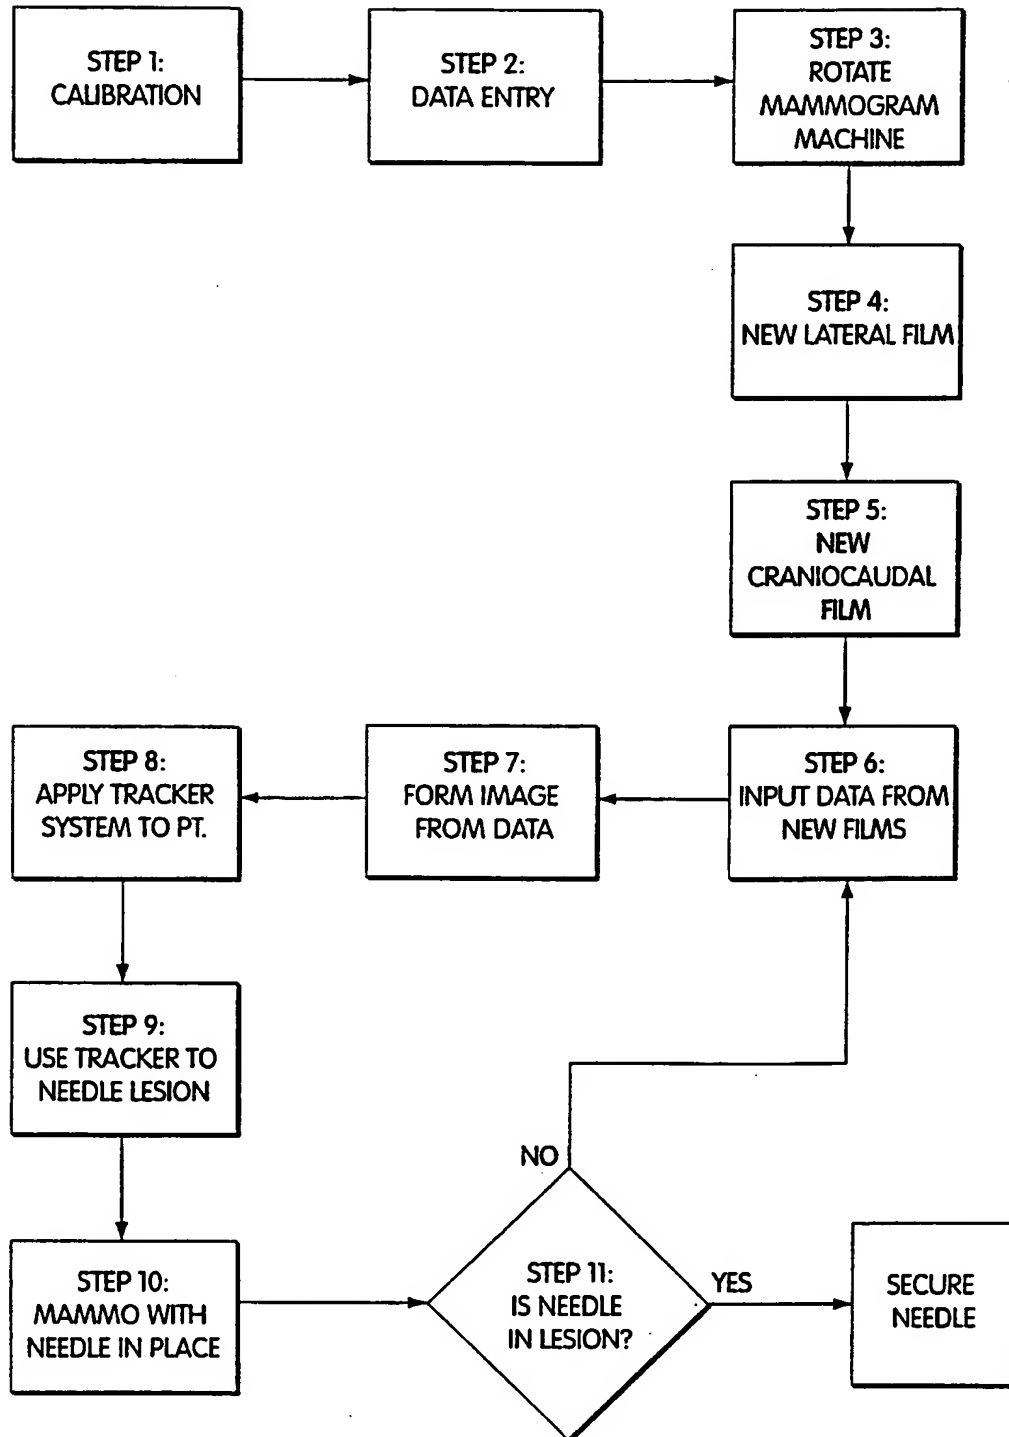 STEP 1:
CALIBRATION
STEP 2:
DATA ENTRY
STEP 3:
ROTATE
MAMMOGRAM
MACHINE
STEP 4:
NEW LATERAL FILM
STEP 5:
NEW
CRANIOCAUDAL
FILM
STEP 6:
INPUT DATA FROM
NEW FILMS
STEP 7:
FORM IMAGE
FROM DATA
STEP 8:
APPLY TRACKER
SYSTEM TO PT.
STEP 9:
USE TRACKER TO
NEEDLE LESION
STEP 10:
MAMMO WITH
NEEDLE IN PLACE
STEP 11:
IS NEEDLE
IN LESION?
NO
YES
SECURE
NEEDLE